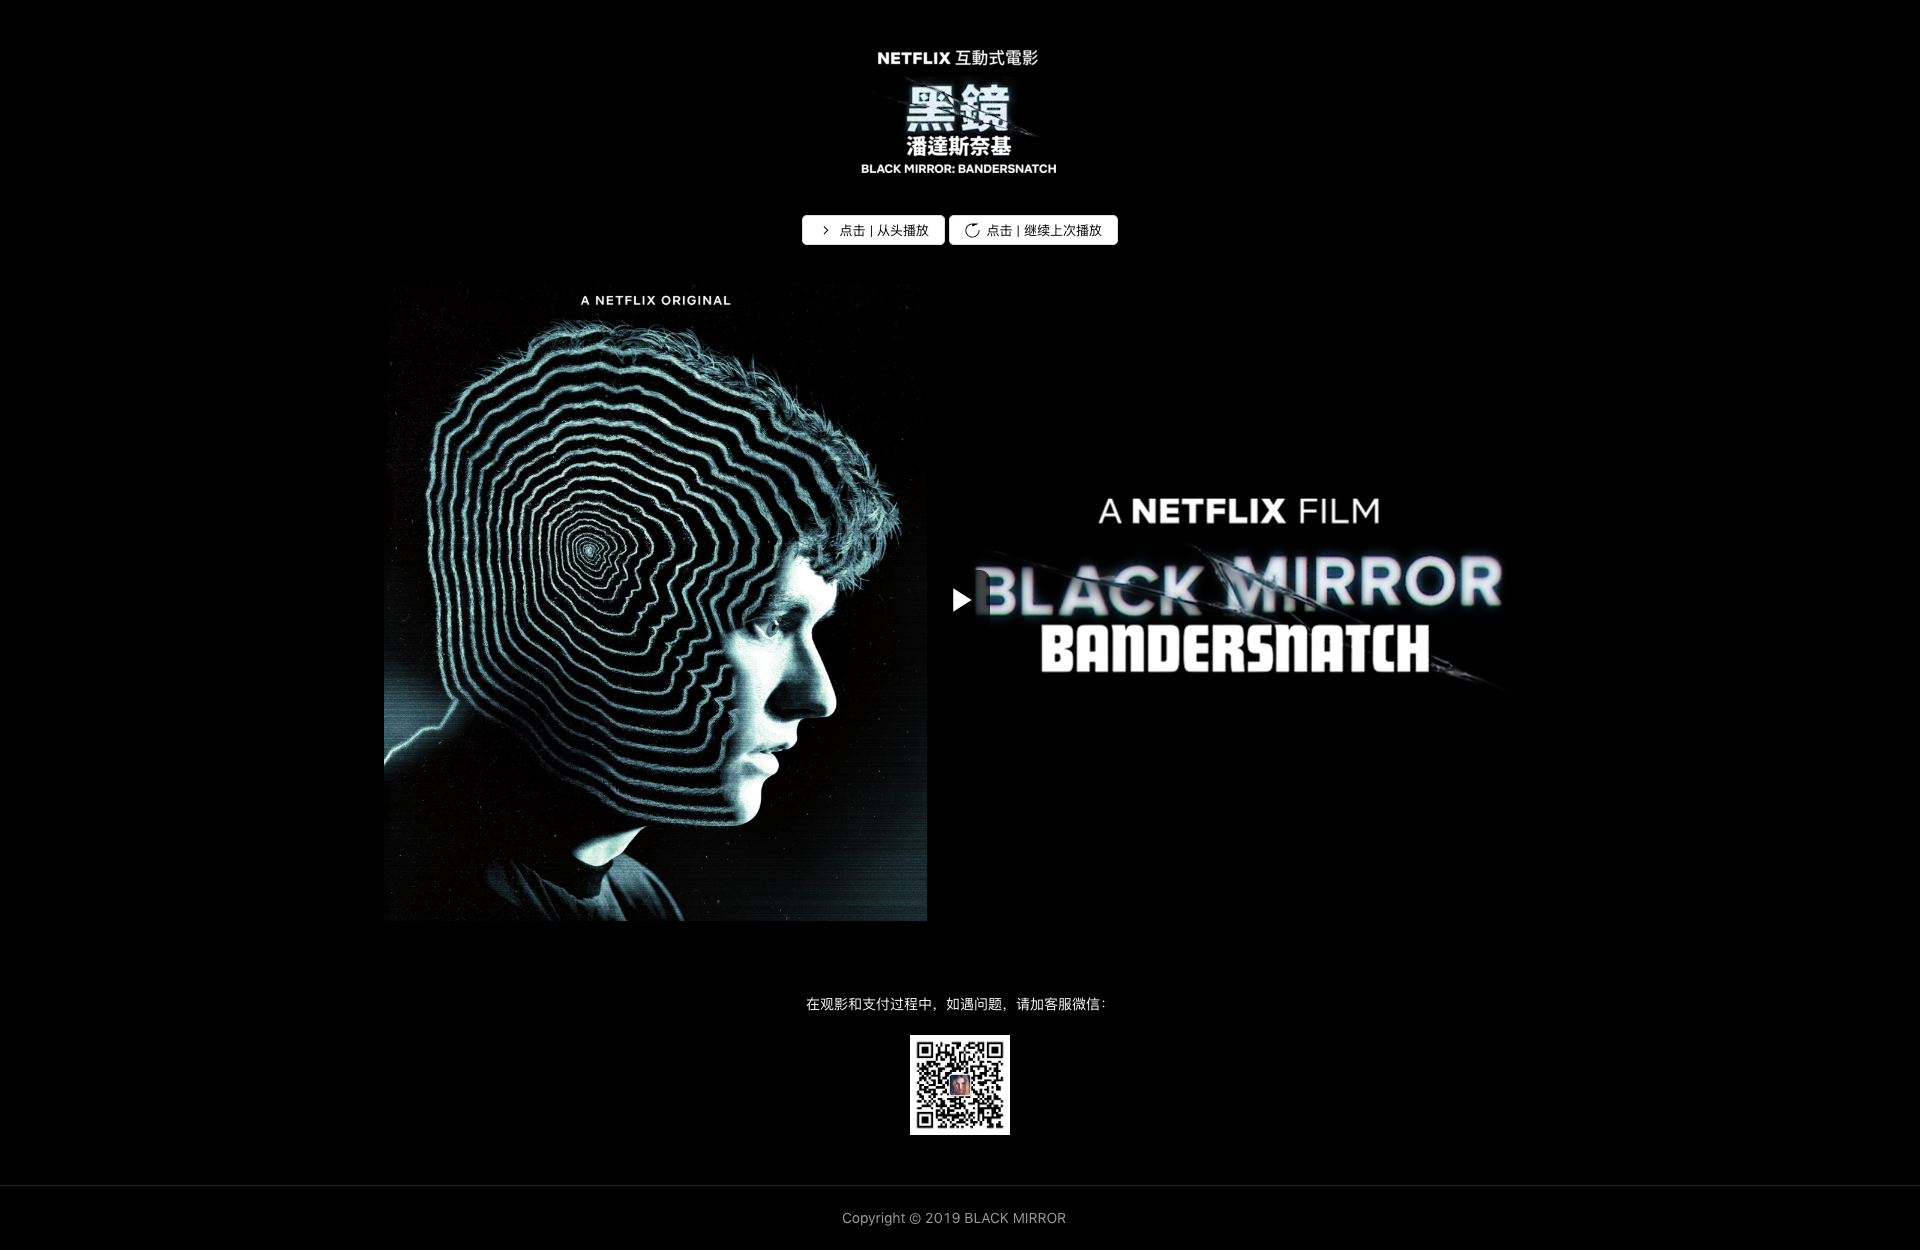 NETFLIX 互動式電影
黑鏡
潘達斯奈基
BLACK MIRROR: BANDERSNATCH
点击 | 从头播放
点击 | 继续上次播放
A NETFLIX ORIGINAL
A NETFLIX FILM
BLACK MIRROR
BANDERSNATCH
在观影和支付过程中，如遇问题，请加客服微信：
Copyright © 2019 BLACK MIRROR